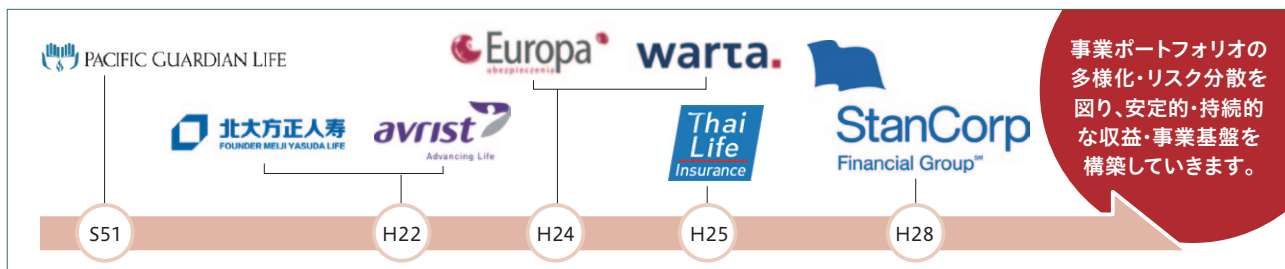 PACIFIC GUARDIAN LIFE
北大方正人寿
FOUNDER MEIJI YASUDA LIFE
avrist
Advancing Life
Europa
ubezpieczenia
warta.
Thai
Life
Insurance
StanCorp
Financial Group℠
事業ポートフォリオの
多様化・リスク分散を
図り、安定的・持続的
な収益・事業基盤を
構築していきます。
S51
H22
H24
H25
H28